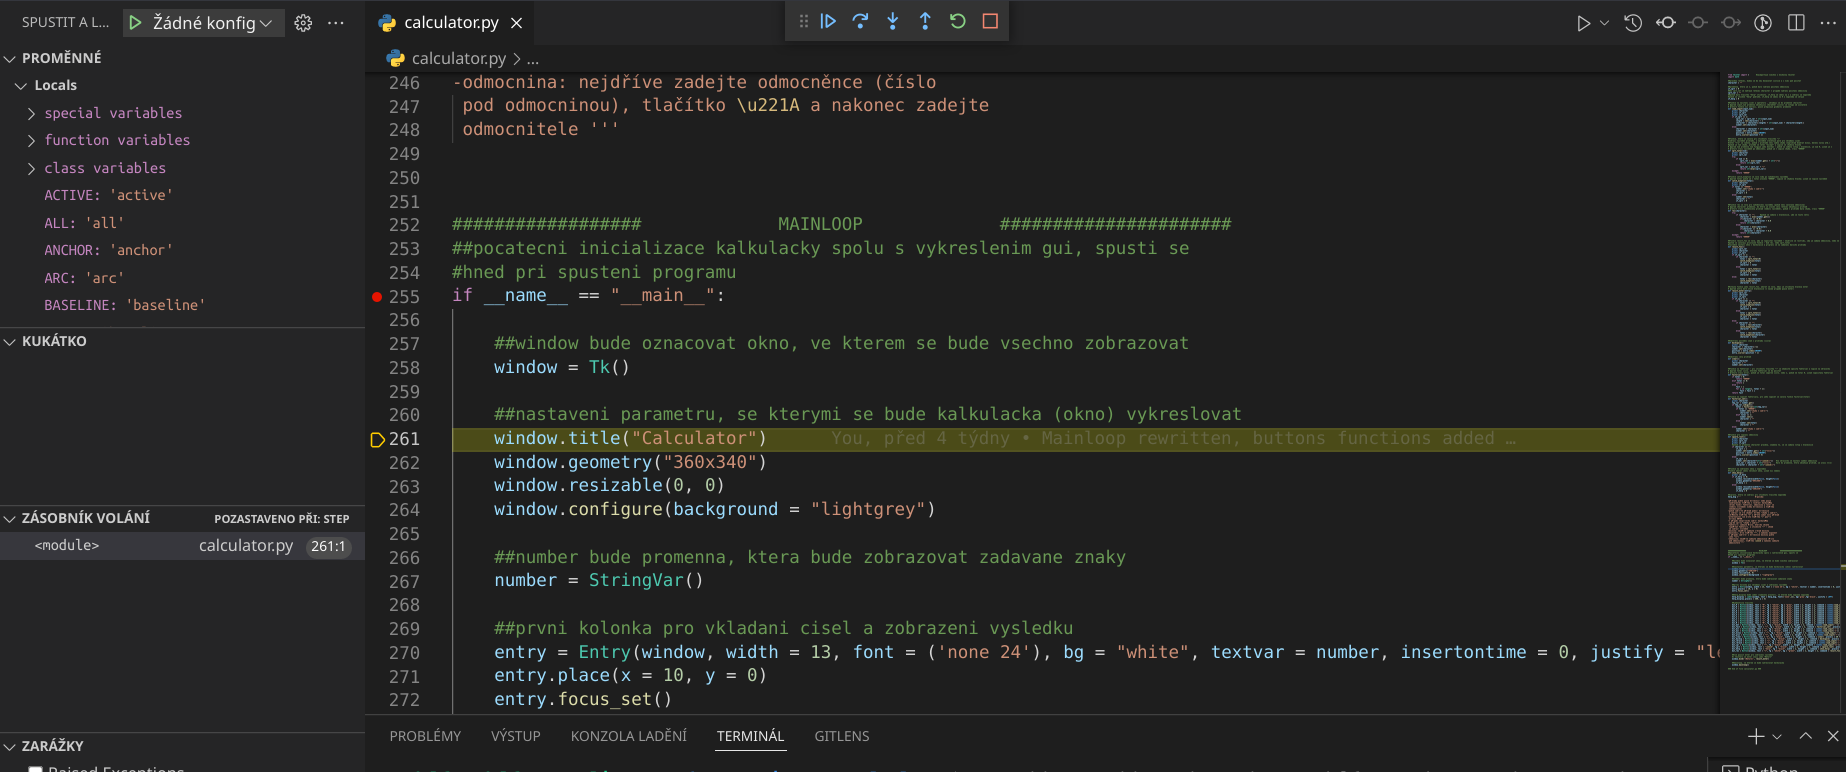 SPUSTIT A L...
Žádné konfig
PROMĚNNÉ
Locals
special variables
function variables
class variables
ACTIVE: 'active'
ALL: 'all'
ANCHOR: 'anchor'
ARC: 'arc'
BASELINE: 'baseline'
KUKÁTKO
ZÁSOBNÍK VOLÁNÍ POZASTAVENO PŘI: STEP
<module> calculator.py 261:1
ZARÁŽKY
Raised Exceptions
calculator.py
calculator.py > ...
246 -odmocnina: nejdříve zadejte odmocněnce (číslo
247 pod odmocninou), tlačítko \u221A a nakonec zadejte
248 odmocnitele '''
249
250
251
252 ################## MAINLOOP ######################
253 ##pocatecni inicializace kalkulacky spolu s vykreslenim gui, spusti se
254 #hned pri spusteni programu
255 if __name__ == "__main__":
256
257 ##window bude oznacovat okno, ve kterem se bude vsechno zobrazovat
258 window = Tk()
259
260 ##nastaveni parametru, se kterymi se bude kalkulacka (okno) vykreslovat
261 window.title("Calculator") You, před 4 týdny • Mainloop rewritten, buttons functions added …
262 window.geometry("360x340")
263 window.resizable(0, 0)
264 window.configure(background = "lightgrey")
265
266 ##number bude promenna, ktera bude zobrazovat zadavane znaky
267 number = StringVar()
268
269 ##prvni kolonka pro vkladani cisel a zobrazeni vysledku
270 entry = Entry(window, width = 13, font = ('none 24'), bg = "white", textvar = number, insertontime = 0, justify = "le
271 entry.place(x = 10, y = 0)
272 entry.focus_set()
PROBLÉMY VÝSTUP KONZOLA LADĚNÍ TERMINÁL GITLENS
Python